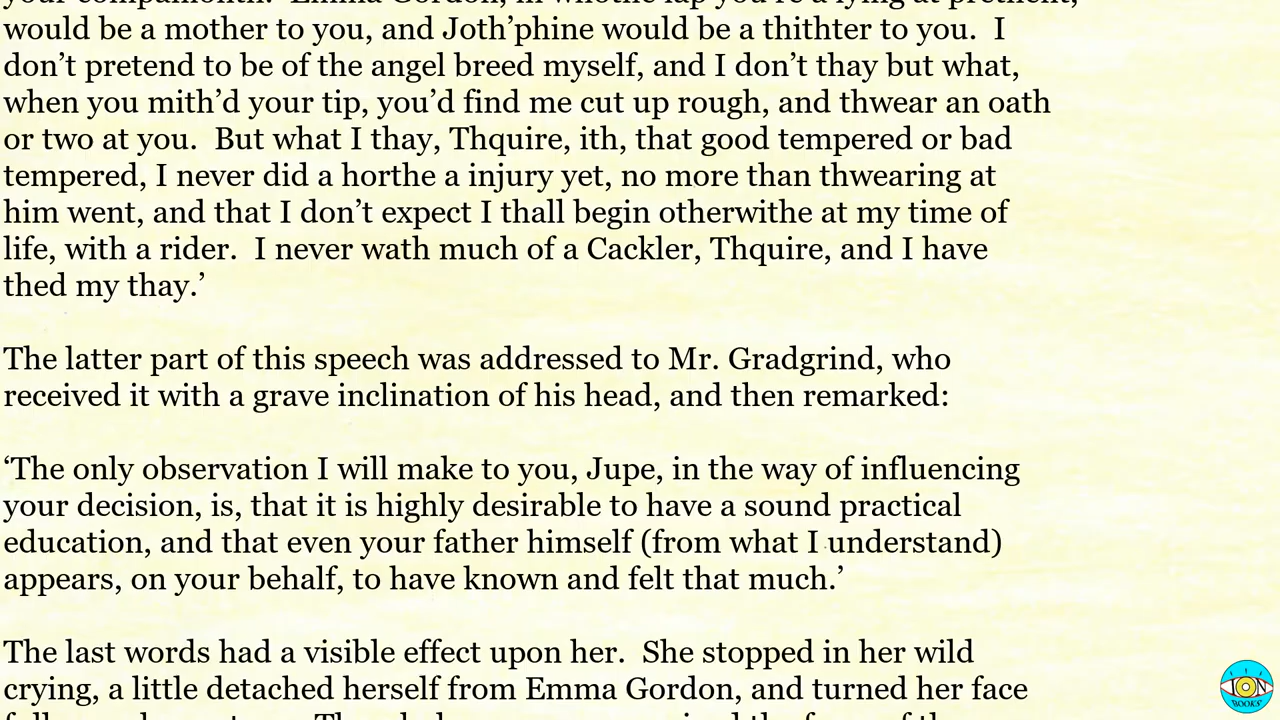 would be a mother to you, and Joth’phine would be a thithter to you.  I
don’t pretend to be of the angel breed myself, and I don’t thay but what,
when you mith’d your tip, you’d find me cut up rough, and thwear an oath
or two at you.  But what I thay, Thquire, ith, that good tempered or bad
tempered, I never did a horthe a injury yet, no more than thwearing at
him went, and that I don’t expect I thall begin otherwithe at my time of
life, with a rider.  I never wath much of a Cackler, Thquire, and I have
thed my thay.’
The latter part of this speech was addressed to Mr. Gradgrind, who
received it with a grave inclination of his head, and then remarked:
‘The only observation I will make to you, Jupe, in the way of influencing
your decision, is, that it is highly desirable to have a sound practical
education, and that even your father himself (from what I understand)
appears, on your behalf, to have known and felt that much.’
The last words had a visible effect upon her.  She stopped in her wild
crying, a little detached herself from Emma Gordon, and turned her face
ION
BOOKS